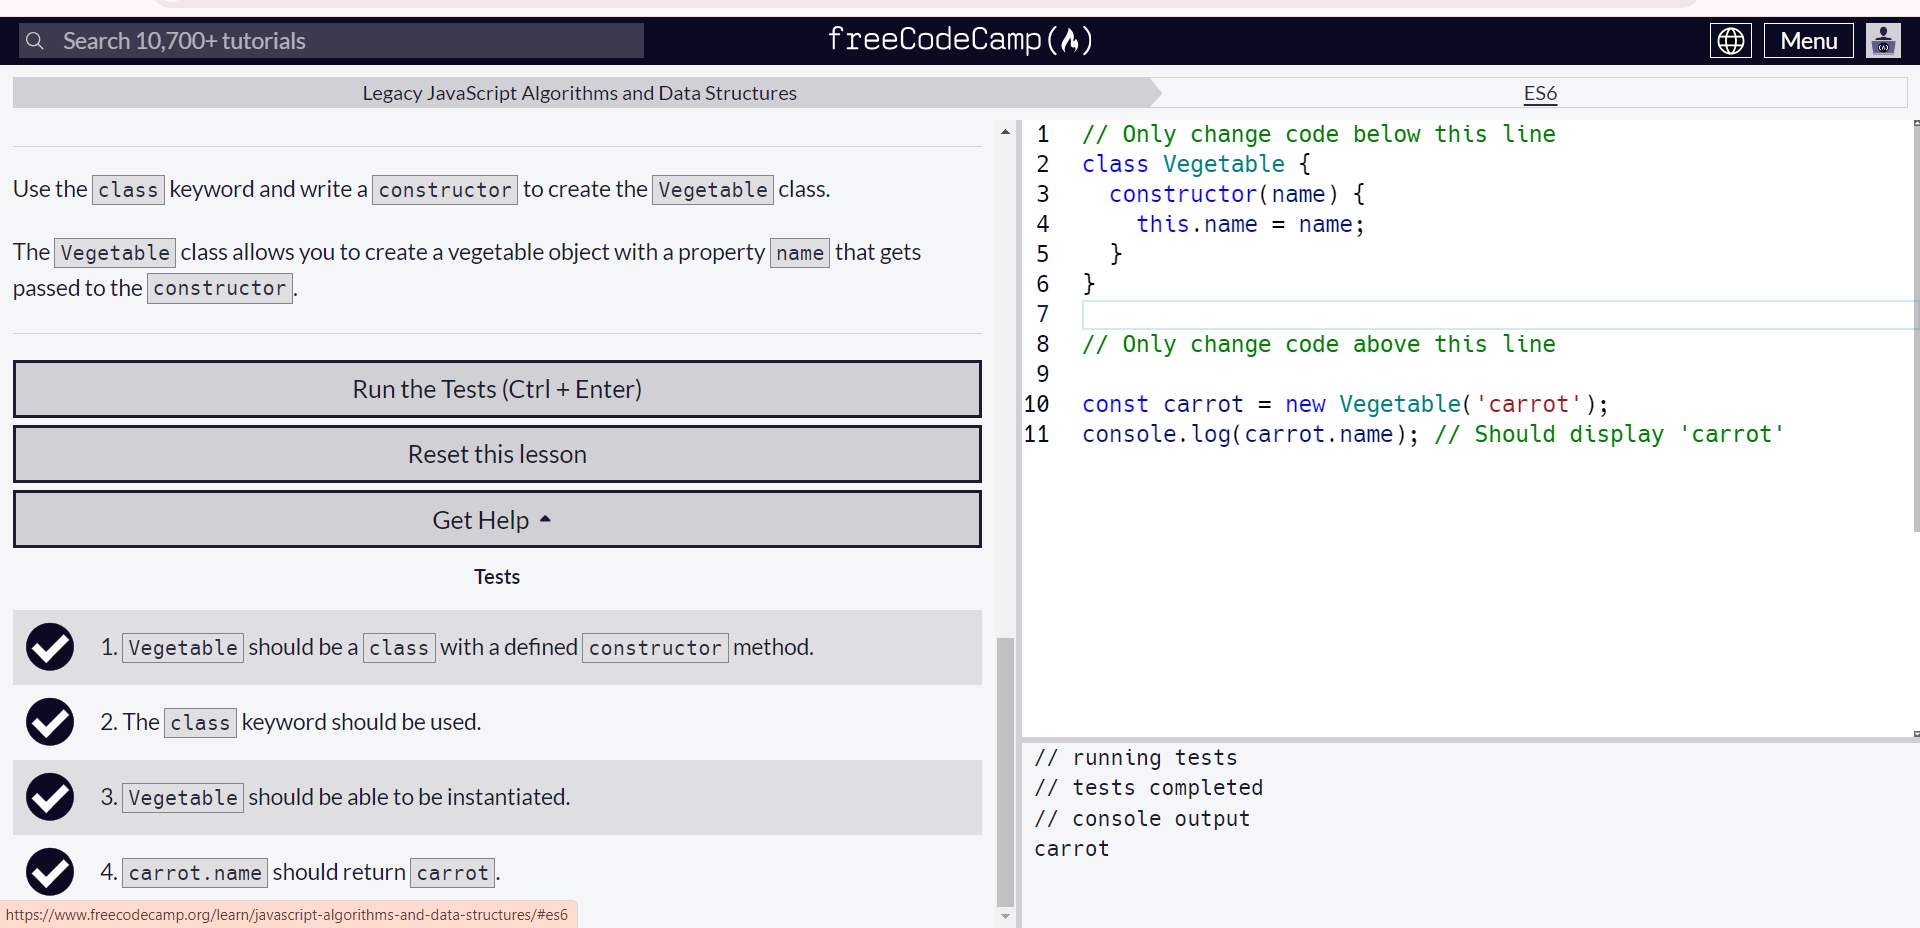 Search 10,700+ tutorials
freeCodeCamp(🔥)
Menu
Legacy JavaScript Algorithms and Data Structures
ES6
Use the class keyword and write a constructor to create the Vegetable class.
The Vegetable class allows you to create a vegetable object with a property name that gets
passed to the constructor.
Run the Tests (Ctrl + Enter)
Reset this lesson
Get Help
Tests
1. Vegetable should be a class with a defined constructor method.
2. The class keyword should be used.
3. Vegetable should be able to be instantiated.
4. carrot.name should return carrot.
https://www.freecodecamp.org/learn/javascript-algorithms-and-data-structures/#es6
1 // Only change code below this line
2 class Vegetable {
3   constructor(name) {
4     this.name = name;
5   }
6 }
7
8 // Only change code above this line
9
10 const carrot = new Vegetable('carrot');
11 console.log(carrot.name); // Should display 'carrot'
// running tests
// tests completed
// console output
carrot